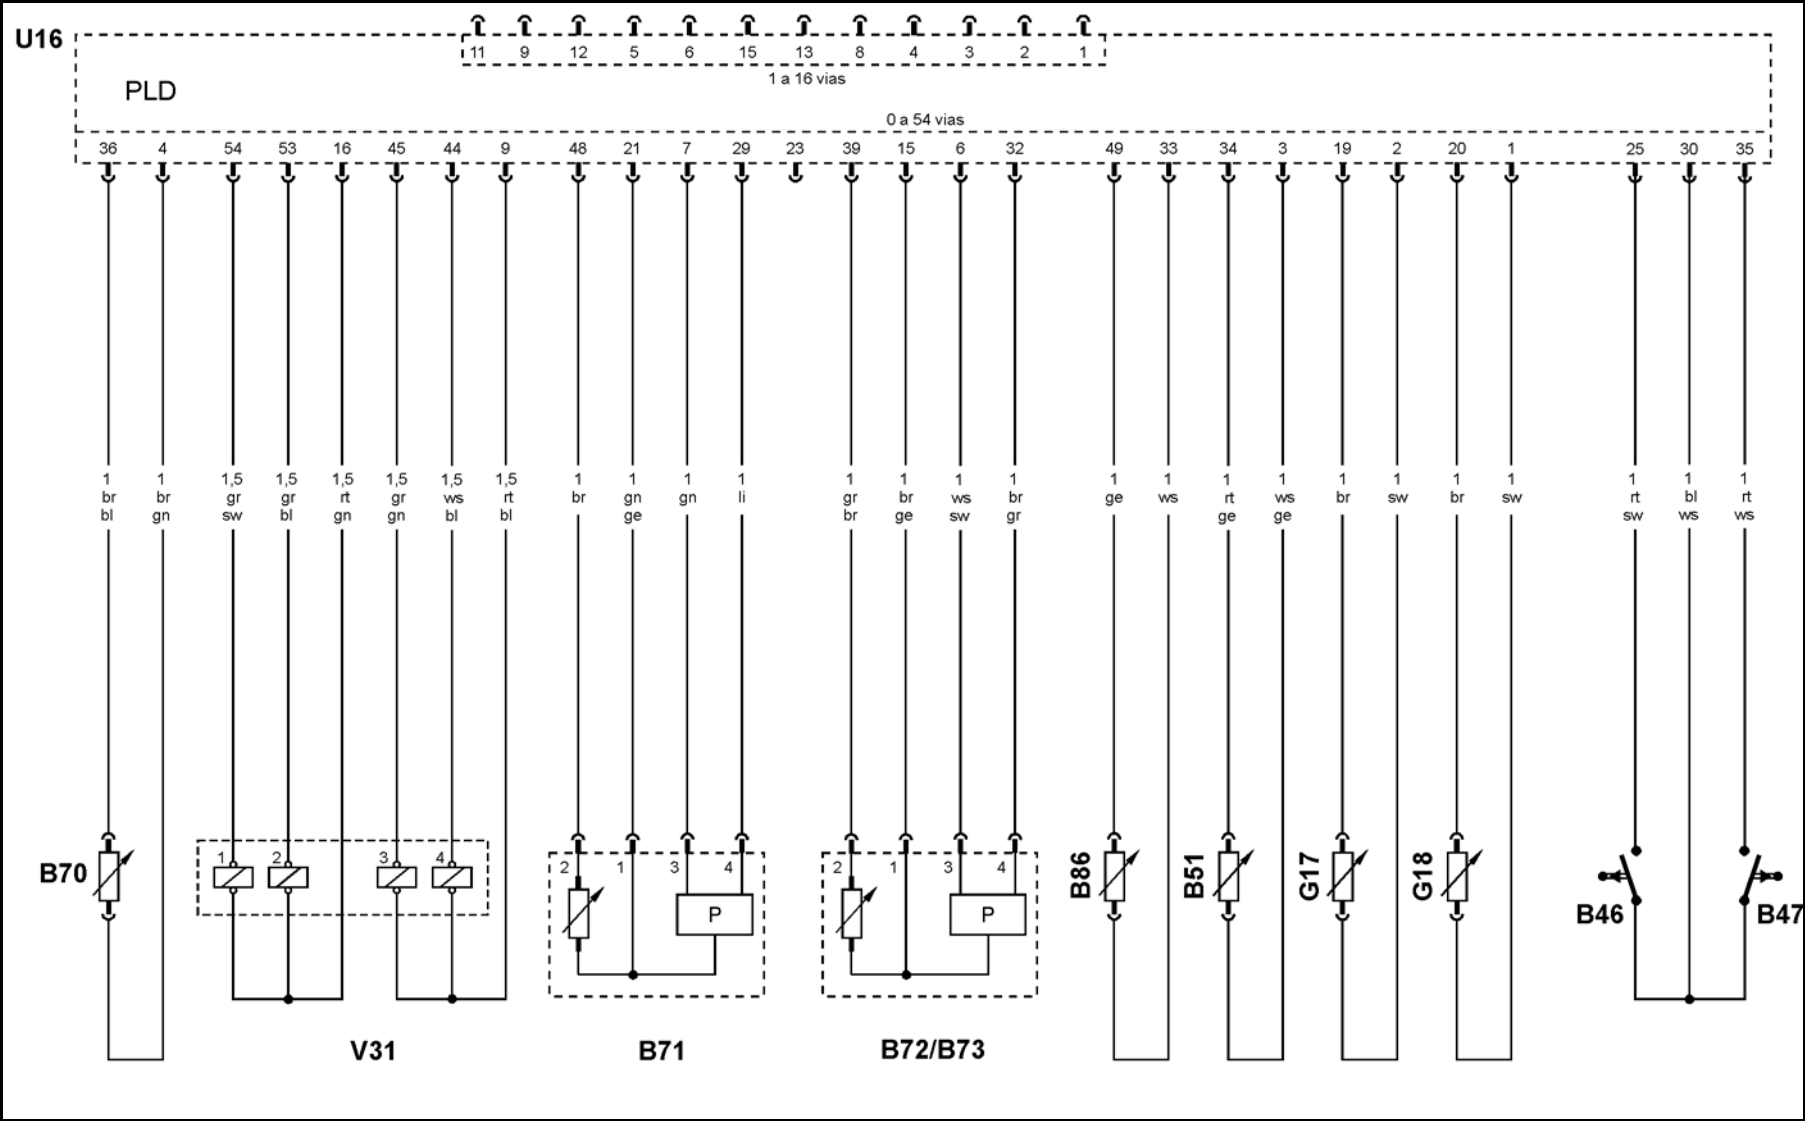 U16
11 9 12 5 6 15 13 8 4 3 2 1
1 a 16 vias
PLD
0 a 54 vias
36 4 54 53 16 45 44 9 48 21 7 29 23 39 15 6 32 49 33 34 3 19 2 20 1 25 30 35
1 1 1,5 1,5 1,5 1,5 1,5 1,5 1 1 1 1 1 1 1 1 1 1 1 1 1 1 1 1 1 1 1
br br gr gr rt gr ws rt br gn gn li gr br ws br ge ws rt ws br sw br sw rt bl rt
bl gn sw bl gn gn bl bl ge br ge sw gr ge ge sw ws ws
1 2 3 4
2 1 3 4
2 1 3 4
B70
B86
B51
G17
G18
P
P
B46
B47
V31
B71
B72/B73